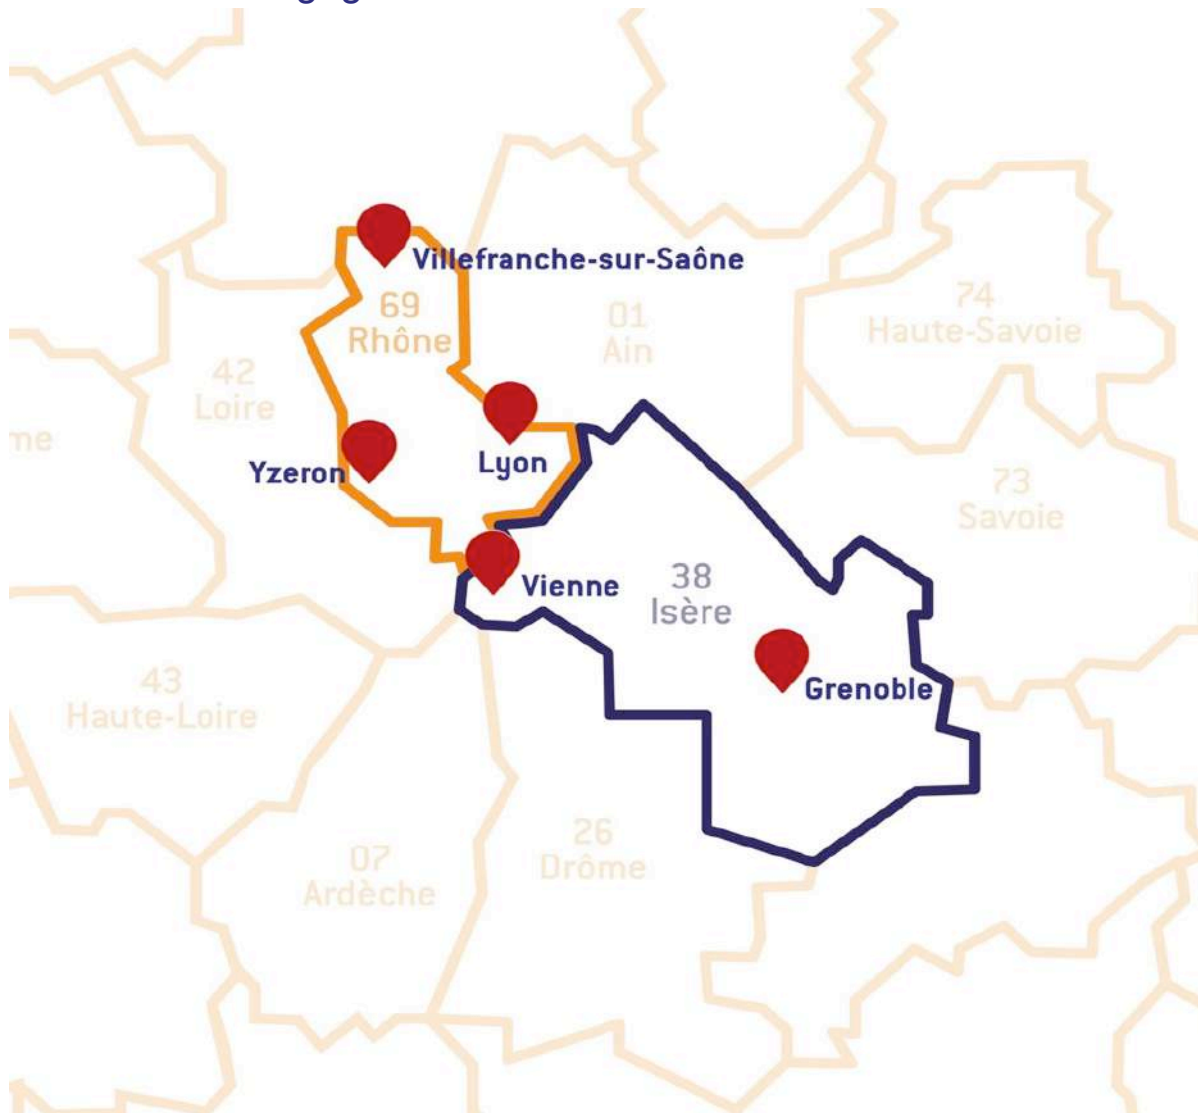 Villefranche-sur-Saône
69
Rhône
01
Ain
74
Haute-Savoie
42
Loire
me
Yzeron
Lyon
73
Savoie
Vienne
38
Isère
43
Haute-Loire
Grenoble
26
Drôme
07
Ardèche